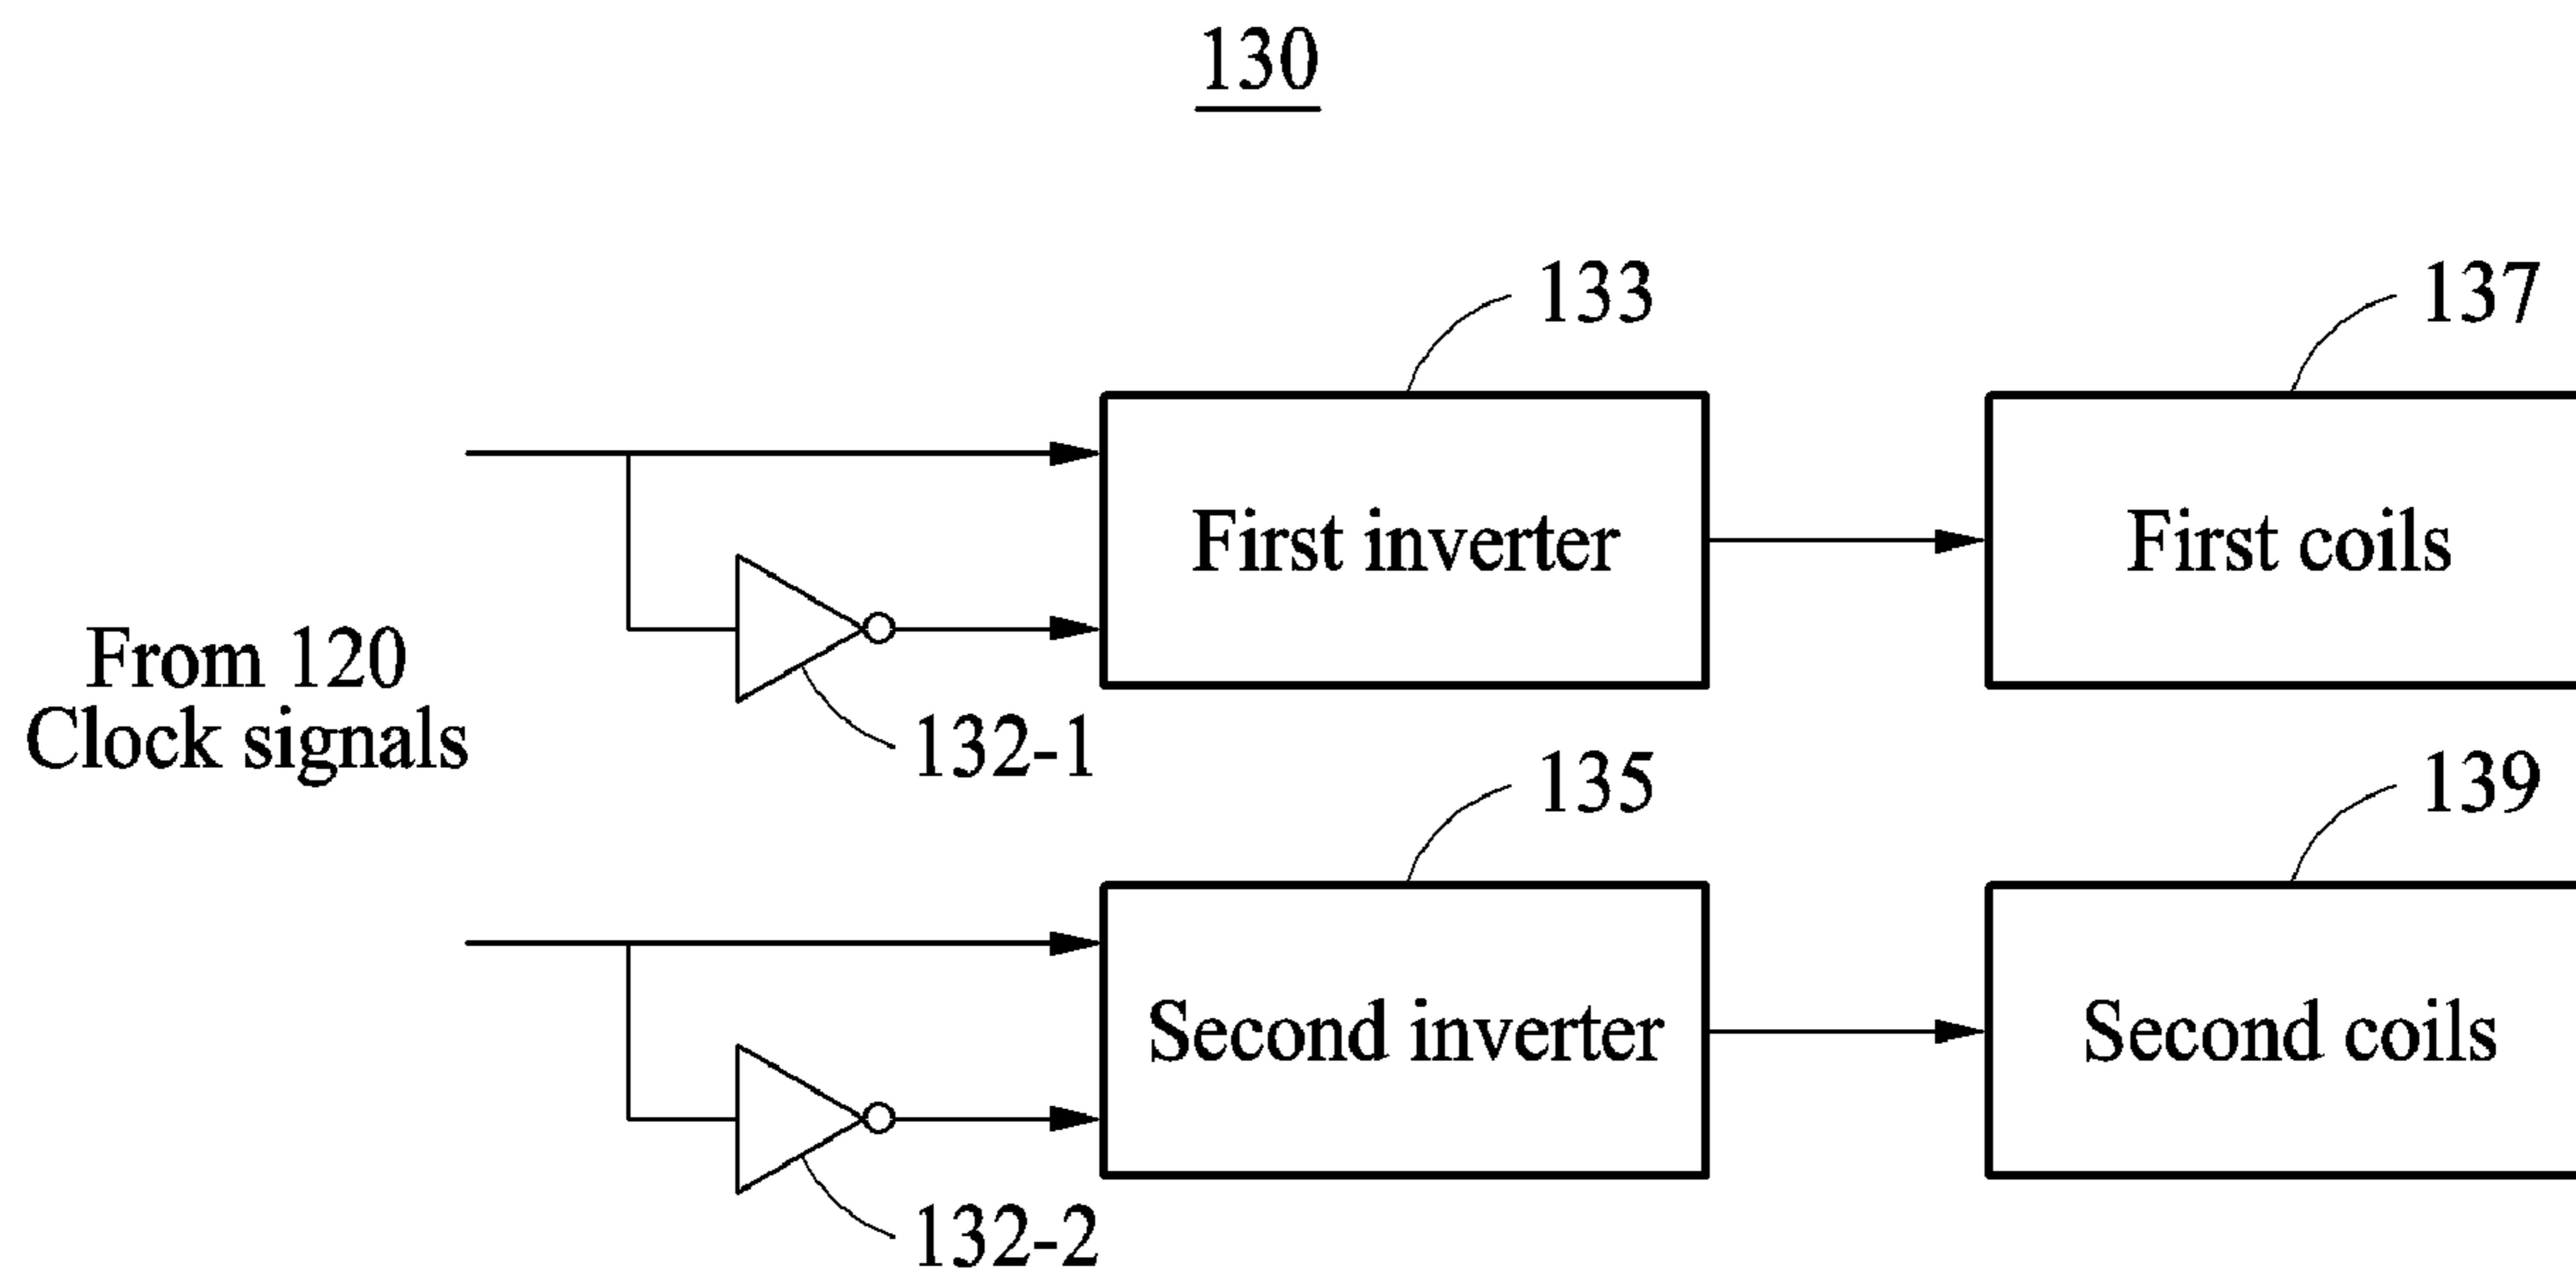 130
133
137
First inverter
First coils
From 120
Clock signals
132-1
135
139
Second inverter
Second coils
132-2